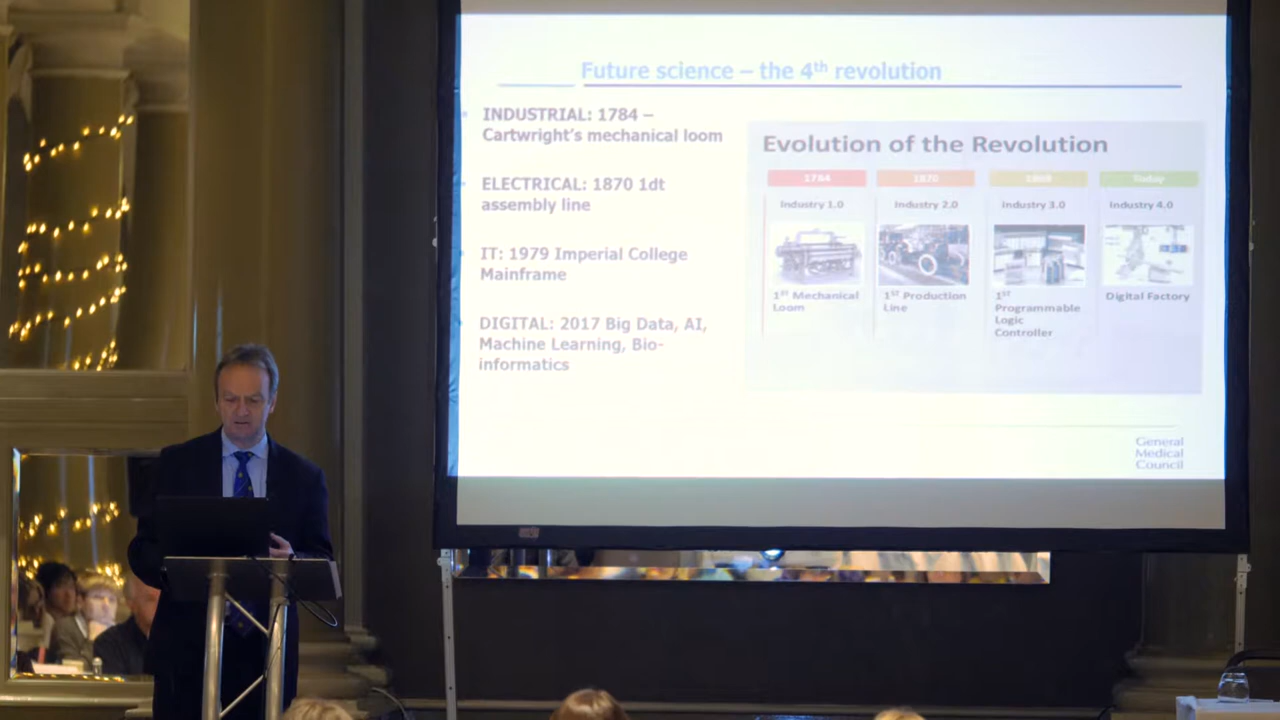 Future science – the 4th revolution
INDUSTRIAL: 1784 –
Cartwright's mechanical loom
ELECTRICAL: 1870 1dt
assembly line
IT: 1979 Imperial College
Mainframe
DIGITAL: 2017 Big Data, AI,
Machine Learning, Bio-
informatics
Evolution of the Revolution
1784
1870
1969
Today
Industry 1.0
Industry 2.0
Industry 3.0
Industry 4.0
1ST Mechanical
Loom
1ST Production
Line
1ST
Programmable
Logic
Controller
Digital Factory
General
Medical
Council